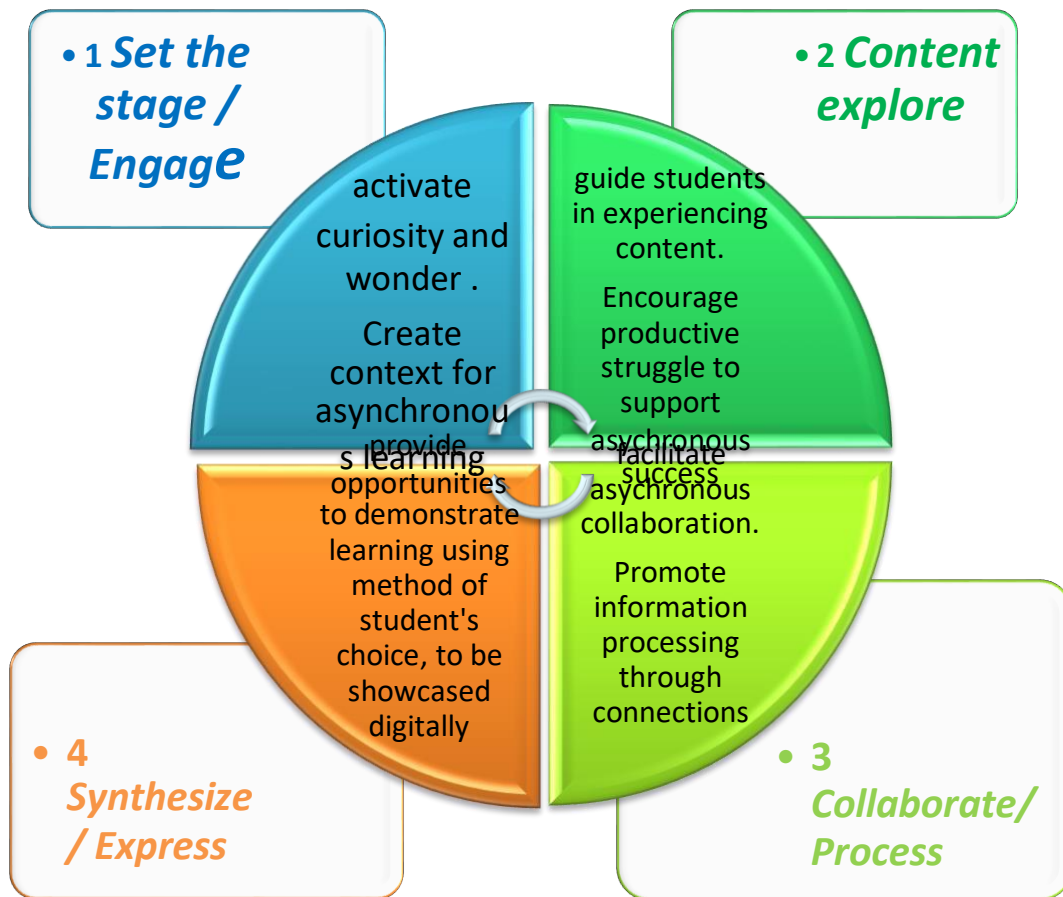 • 1 Set the
stage /
Engage
• 2 Content
explore
activate
curiosity and
wonder .
Create
context for
asynchronou
s learning
guide students
in experiencing
content.
Encourage
productive
struggle to
support
asychronous
success
facilitate
asychronous
collaboration.
Promote
information
processing
through
connections
provide
opportunities
to demonstrate
learning using
method of
student's
choice, to be
showcased
digitally
• 3
Collaborate/
Process
• 4
Synthesize
/ Express